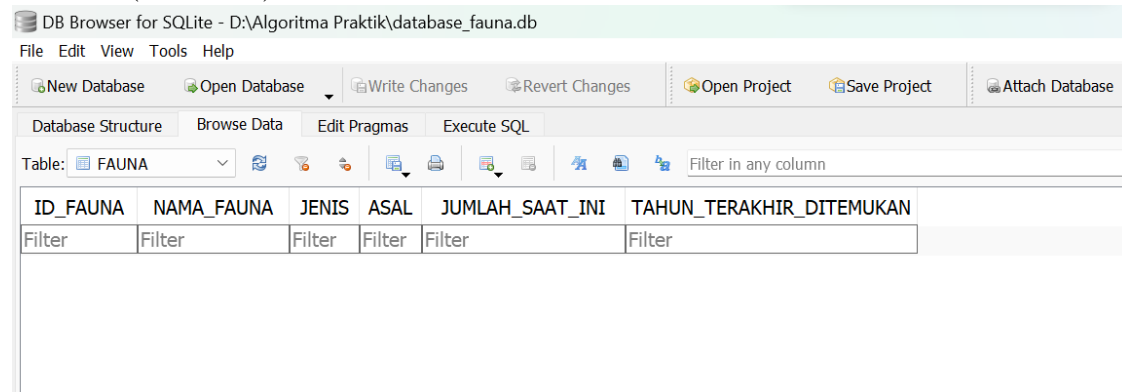 DB Browser for SQLite - D:\Algoritma Praktik\database_fauna.db
File Edit View Tools Help
New Database Open Database Write Changes Revert Changes Open Project Save Project Attach Database
Database Structure Browse Data Edit Pragmas Execute SQL
Table: FAUNA Filter in any column
ID_FAUNA NAMA_FAUNA JENIS ASAL JUMLAH_SAAT_INI TAHUN_TERAKHIR_DITEMUKAN
Filter Filter Filter Filter Filter Filter